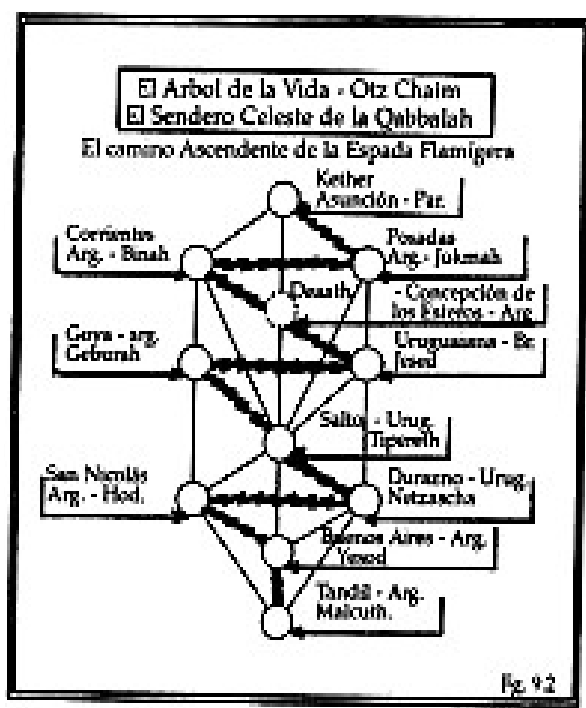 El Arbol de la Vida - Otz Chaim
El Sendero Celeste de la Qabbalah
El camino Ascendente de la Espada Flamígera
Kether
Asunción - Par.
Corrientes
Arg. - Binah
Posadas
Arg.- Jokmah
Daath
- Concepción de
los Esteros - Arg.
Goya - arg.
Geburah
Uruguaiana - Br.
Jesed
Salto - Urug.
Tipereth
San Nicolás
Arg. - Hod.
Durazno - Urug.
Netzascha
Buenos Aires - Arg.
Yesod
Tandil - Arg.
Malcuth.
Fg. 9.2